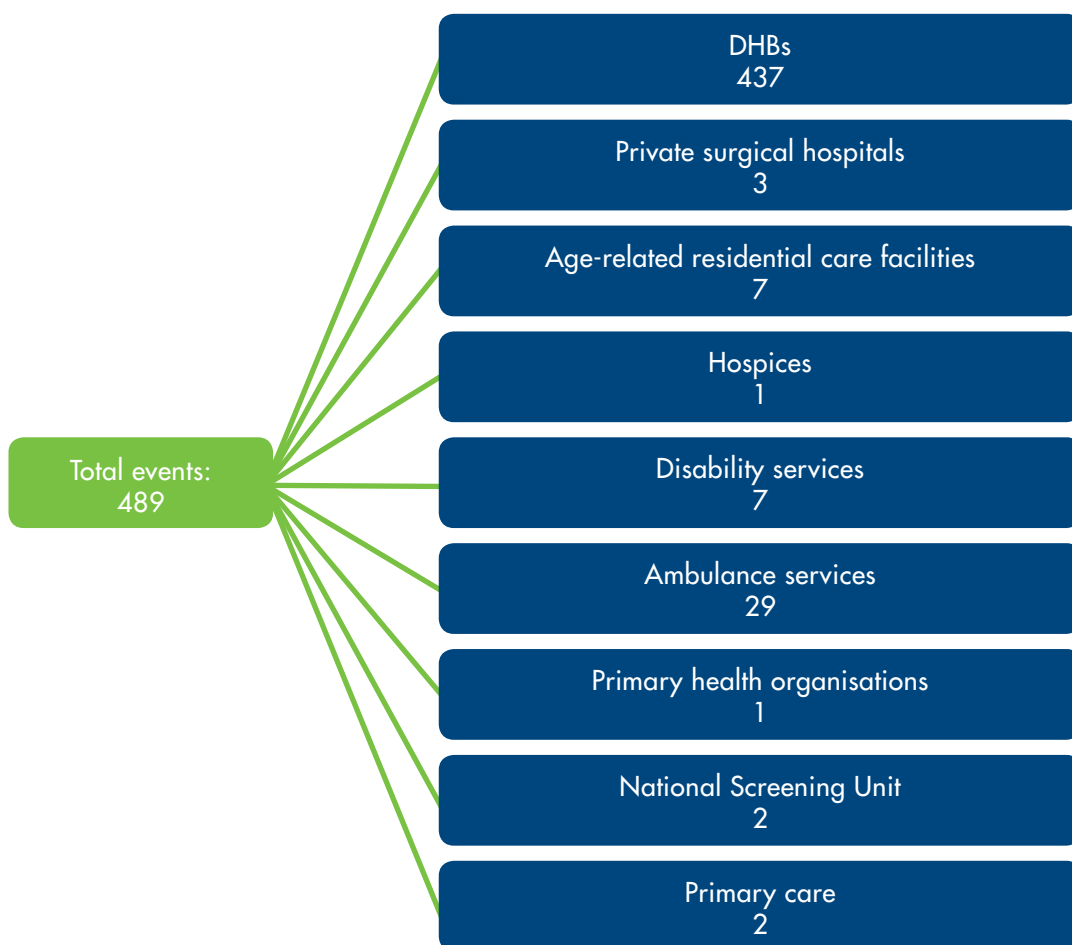 DHBs
437
Private surgical hospitals
3
Age-related residential care facilities
7
Hospices
1
Total events:
489
Disability services
7
Ambulance services
29
Primary health organisations
1
National Screening Unit
2
Primary care
2